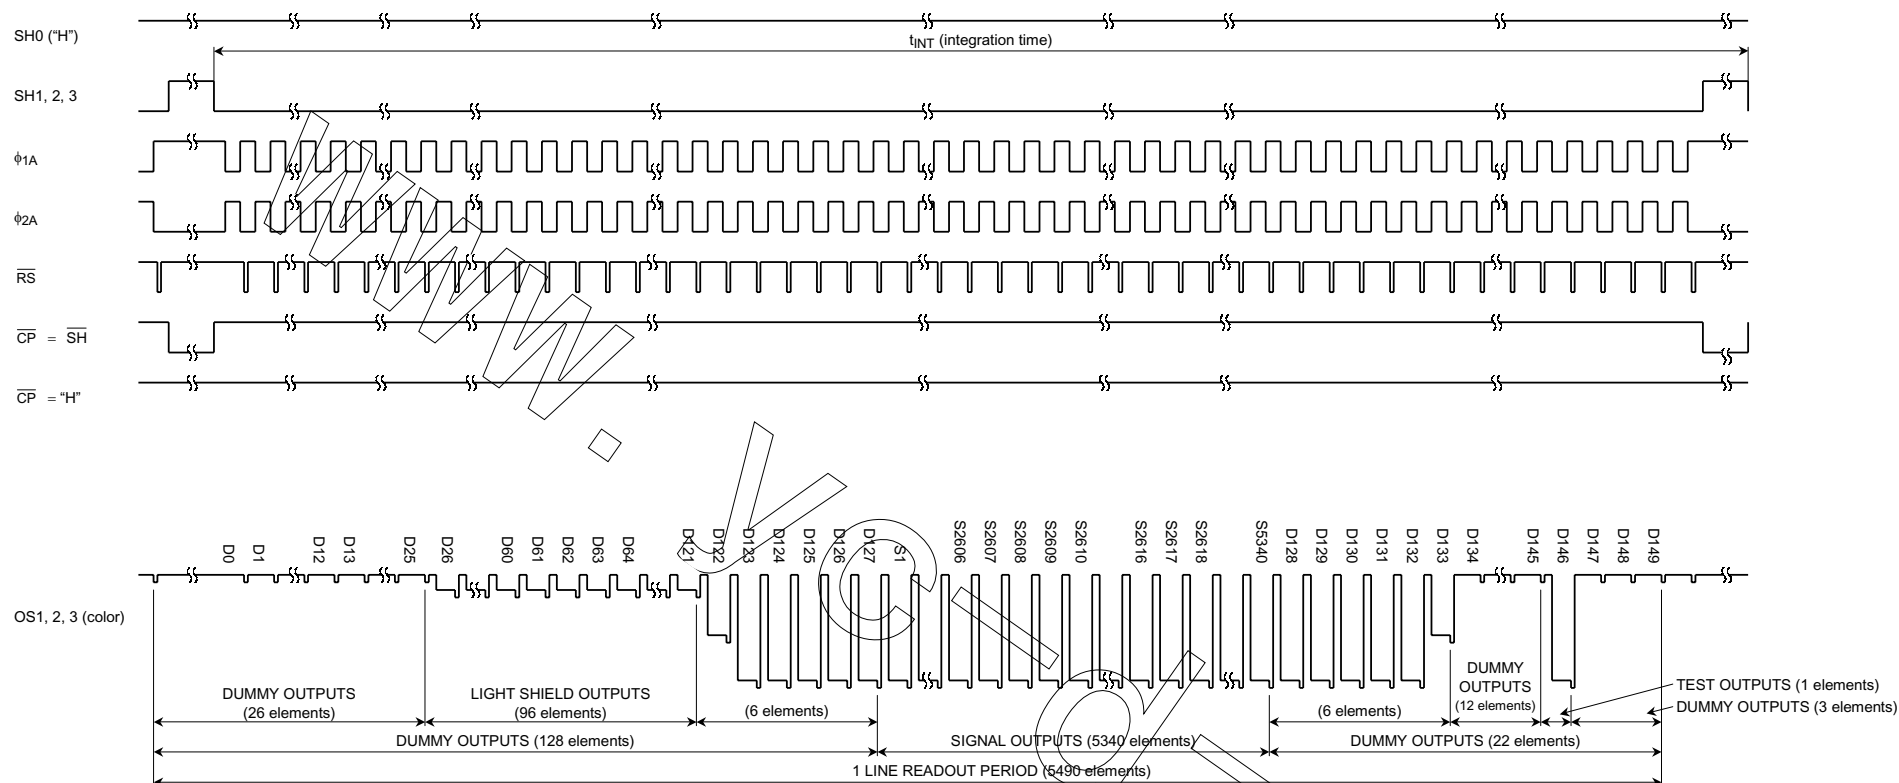 SH0 (“H”)
tINT (integration time)
SH1, 2, 3
ϕ1A
ϕ2A
RS
CP = SH
CP = “H”
D0 D1 D12 D13 D25 D26 D60 D61 D62 D63 D64 D121 D122 D123 D124 D125 D126 D127 S1 S2606 S2607 S2608 S2609 S2610 S2616 S2617 S2618 S5340 D128 D129 D130 D131 D132 D133 D134 D145 D146 D147 D148 D149
OS1, 2, 3 (color)
DUMMY OUTPUTS
(26 elements)
LIGHT SHIELD OUTPUTS
(96 elements)
(6 elements)
(6 elements)
DUMMY
OUTPUTS
(12 elements)
TEST OUTPUTS (1 elements)
DUMMY OUTPUTS (3 elements)
DUMMY OUTPUTS (128 elements)
SIGNAL OUTPUTS (5340 elements)
DUMMY OUTPUTS (22 elements)
1 LINE READOUT PERIOD (5490 elements)